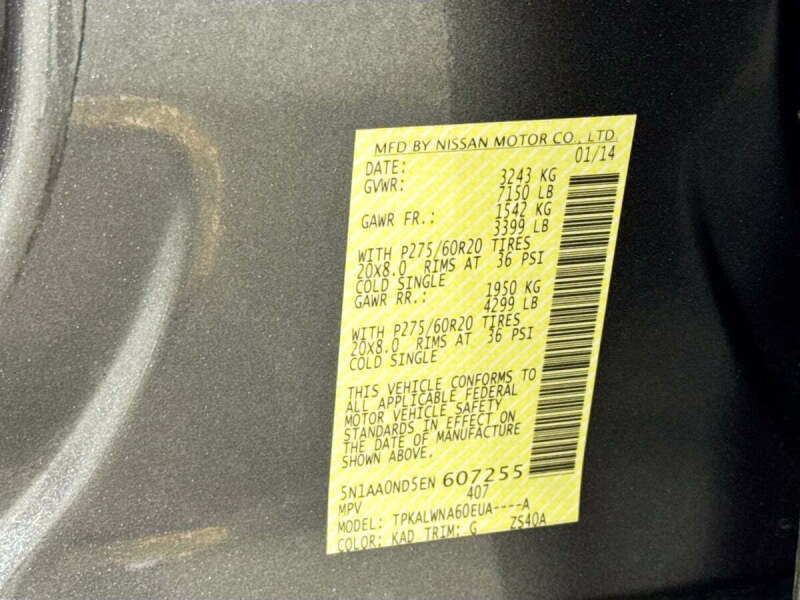 MFD BY NISSAN MOTOR CO., LTD.
DATE: 01/14
GVWR: 3243 KG
7150 LB
GAWR FR.: 1542 KG
3399 LB
WITH P275/60R20 TIRES
20X8.0 RIMS AT 36 PSI
COLD SINGLE
GAWR RR.: 1950 KG
4299 LB
WITH P275/60R20 TIRES
20X8.0 RIMS AT 36 PSI
COLD SINGLE
THIS VEHICLE CONFORMS TO
ALL APPLICABLE FEDERAL
MOTOR VEHICLE SAFETY
STANDARDS IN EFFECT ON
THE DATE OF MANUFACTURE
SHOWN ABOVE.
5N1AA0ND5EN 607255
MPV 407
MODEL: TPKALWNA60EUA----A
COLOR: KAD TRIM: G ZS40A